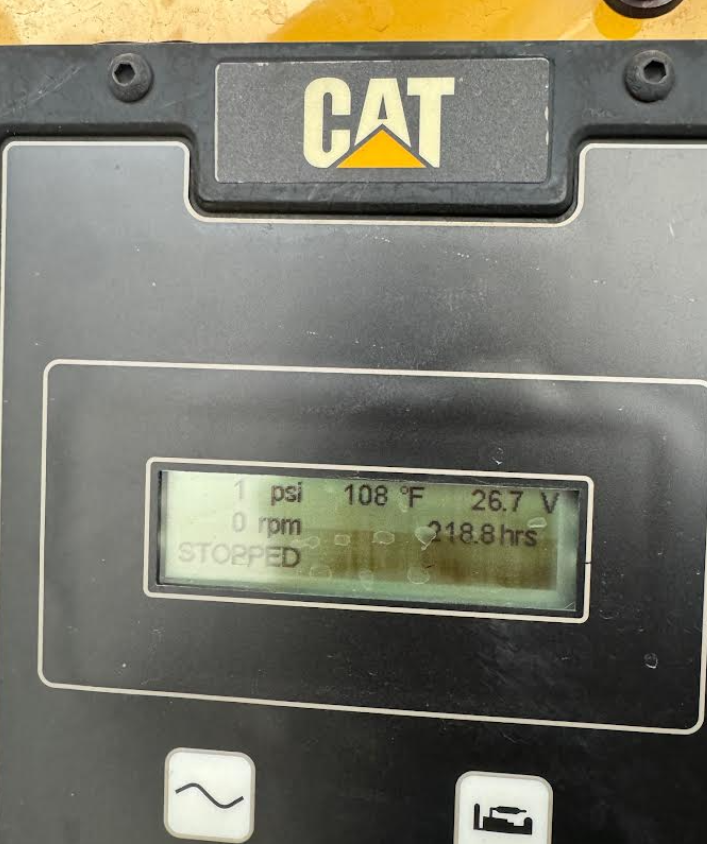 CAT
1 psi 108 °F 26.7 V
0 rpm 218.8 hrs
STOPPED